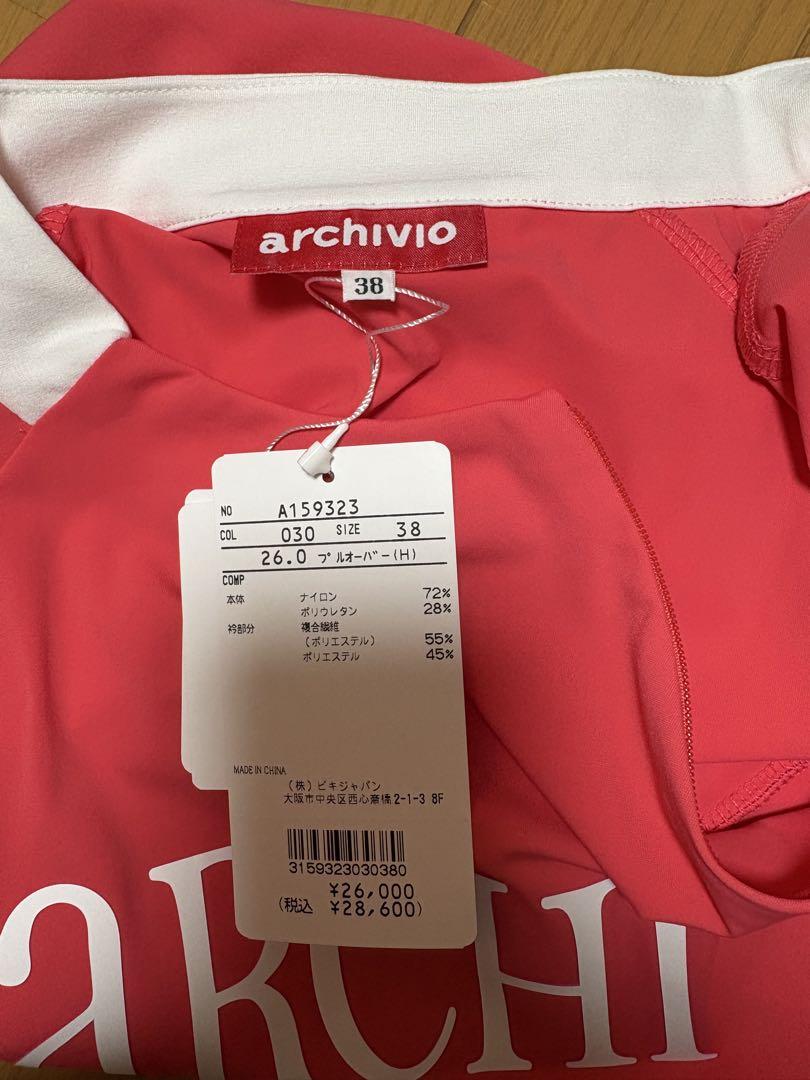 archivio
38
NO A159323
COL 030 SIZE 38
26.0 プルオーバー(H)
COMP
本体 ナイロン 72%
ポリウレタン 28%
衿部分 複合繊維
(ポリエステル) 55%
ポリエステル 45%
MADE IN CHINA
(株)ビキジャパン
大阪市中央区西心斎橋2-1-3 8F
3159323030380
¥26,000
(税込 ¥28,600)
aRCHI